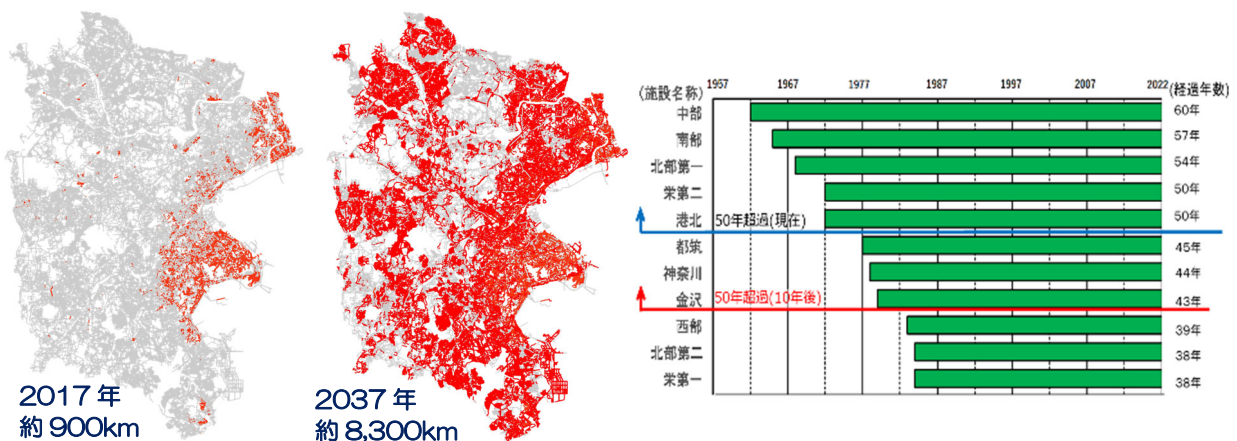 2017年
約900km
2037年
約8,300km
1957 1967 1977 1987 1997 2007 2022 (経過年数)
(施設名称)
中部 60年
南部 57年
北部第一 54年
栄第二 50年
港北 50年超過(現在) 50年
都筑 45年
神奈川 44年
金沢 50年超過(10年後) 43年
西部 39年
北部第二 38年
栄第一 38年